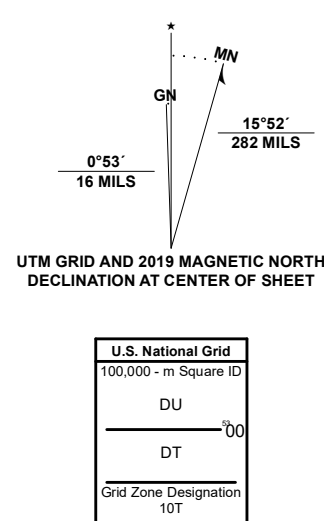 ★
MN
GN
15°52´
282 MILS
0°53´
16 MILS
UTM GRID AND 2019 MAGNETIC NORTH
DECLINATION AT CENTER OF SHEET
U.S. National Grid
100,000 - m Square ID
DU
5300
DT
Grid Zone Designation
10T